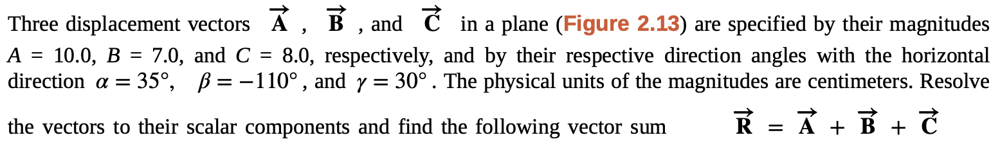 Three displacement vectors A⃗ , B⃗ , and C⃗ in a plane (Figure 2.13) are specified by their magnitudes
A = 10.0, B = 7.0, and C = 8.0, respectively, and by their respective direction angles with the horizontal
direction α = 35°, β = −110° , and γ = 30° . The physical units of the magnitudes are centimeters. Resolve
the vectors to their scalar components and find the following vector sum R⃗ = A⃗ + B⃗ + C⃗